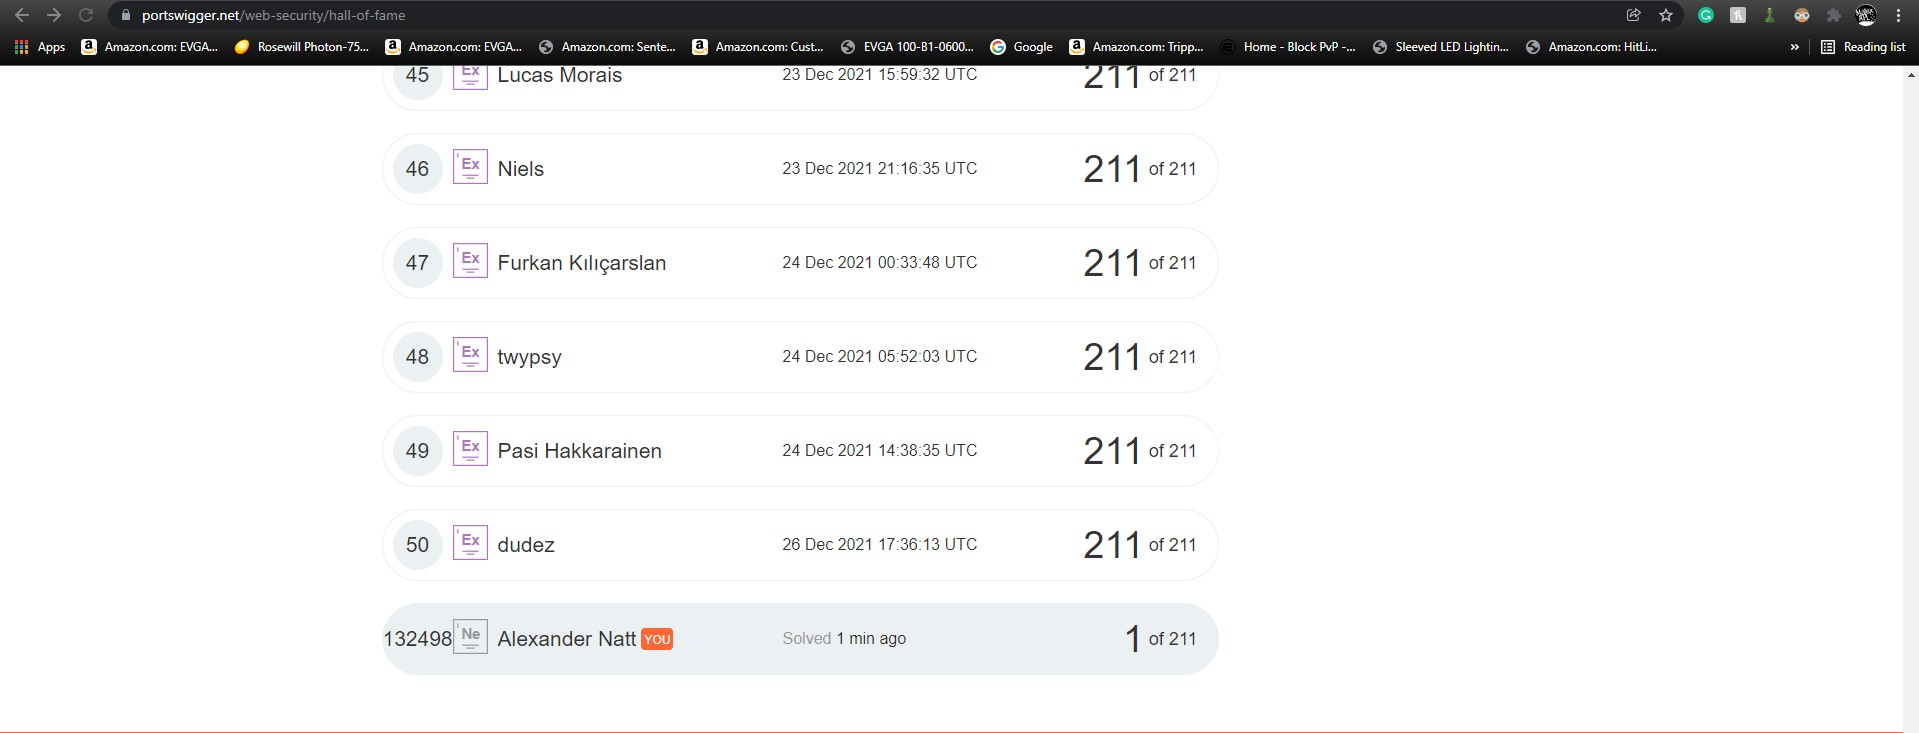 portswigger.net/web-security/hall-of-fame
Apps Amazon.com: EVGA... Rosewill Photon-75... Amazon.com: EVGA... Amazon.com: Sente... Amazon.com: Cust... EVGA 100-B1-0600... Google Amazon.com: Tripp... Home - Block PvP -... Sleeved LED Lightin... Amazon.com: HitLi... » Reading list
45 Ex Lucas Morais 23 Dec 2021 15:59:32 UTC 211 of 211
46 Ex Niels 23 Dec 2021 21:16:35 UTC 211 of 211
47 Ex Furkan Kılıçarslan 24 Dec 2021 00:33:48 UTC 211 of 211
48 Ex twypsy 24 Dec 2021 05:52:03 UTC 211 of 211
49 Ex Pasi Hakkarainen 24 Dec 2021 14:38:35 UTC 211 of 211
50 Ex dudez 26 Dec 2021 17:36:13 UTC 211 of 211
132498 Ne Alexander Natt YOU Solved 1 min ago 1 of 211